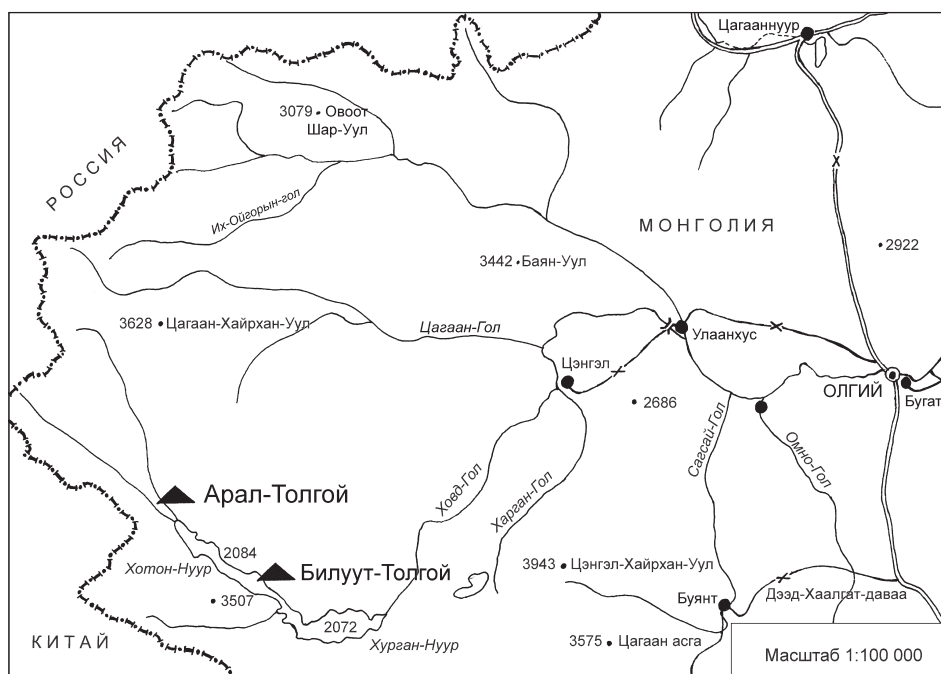 Цагааннуур
3079 Овоот
Шар-Уул
РОССИЯ
Их-Ойгорын-гол
МОНГОЛИЯ
2922
3442 Баян-Уул
3628 Цагаан-Хайрхан-Уул
Цагаан-Гол
Улаанхус
Цэнгэл
ОЛГИЙ
Бугат
2686
Сагсай-Гол
Омно-Гол
Ховд-Гол
Харган-Гол
Арал-Толгой
2084
Хотон-Нуур
Билуут-Толгой
3943 Цэнгэл-Хайрхан-Уул
3507
Буянт
Дээд-Хаалгат-даваа
2072
КИТАЙ
Хурган-Нуур
3575 Цагаан асга
Масштаб 1:100 000